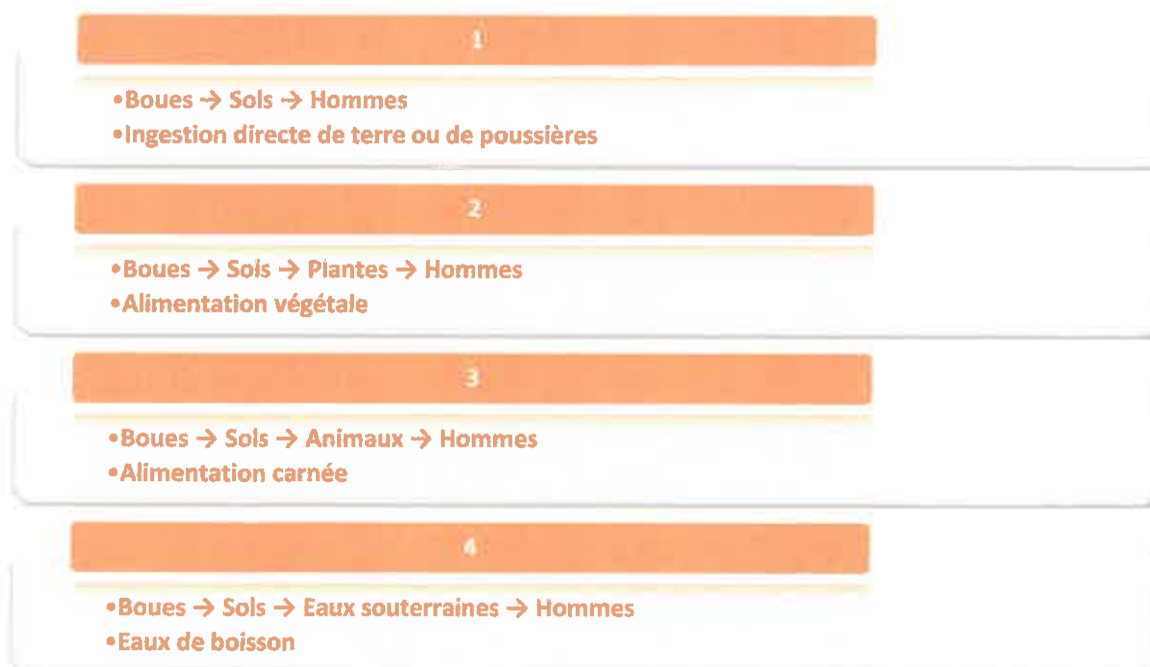 1
•Boues → Sols → Hommes
•Ingestion directe de terre ou de poussières
2
•Boues → Sols → Plantes → Hommes
•Alimentation végétale
3
•Boues → Sols → Animaux → Hommes
•Alimentation carnée
4
•Boues → Sols → Eaux souterraines → Hommes
•Eaux de boisson